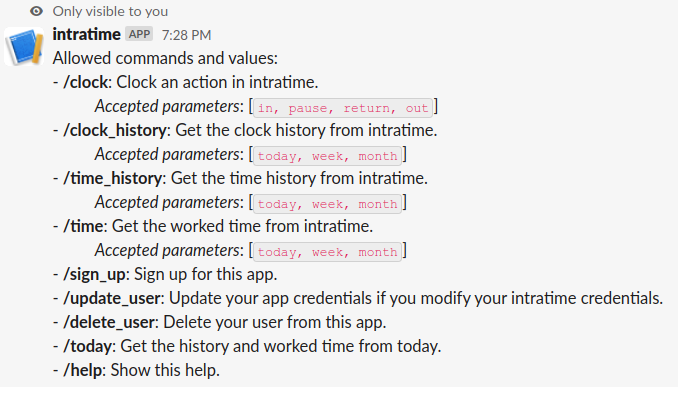 Only visible to you
intratime APP 7:28 PM
Allowed commands and values:
- /clock: Clock an action in intratime.
Accepted parameters: [in, pause, return, out]
- /clock_history: Get the clock history from intratime.
Accepted parameters: [today, week, month]
- /time_history: Get the time history from intratime.
Accepted parameters: [today, week, month]
- /time: Get the worked time from intratime.
Accepted parameters: [today, week, month]
- /sign_up: Sign up for this app.
- /update_user: Update your app credentials if you modify your intratime credentials.
- /delete_user: Delete your user from this app.
- /today: Get the history and worked time from today.
- /help: Show this help.